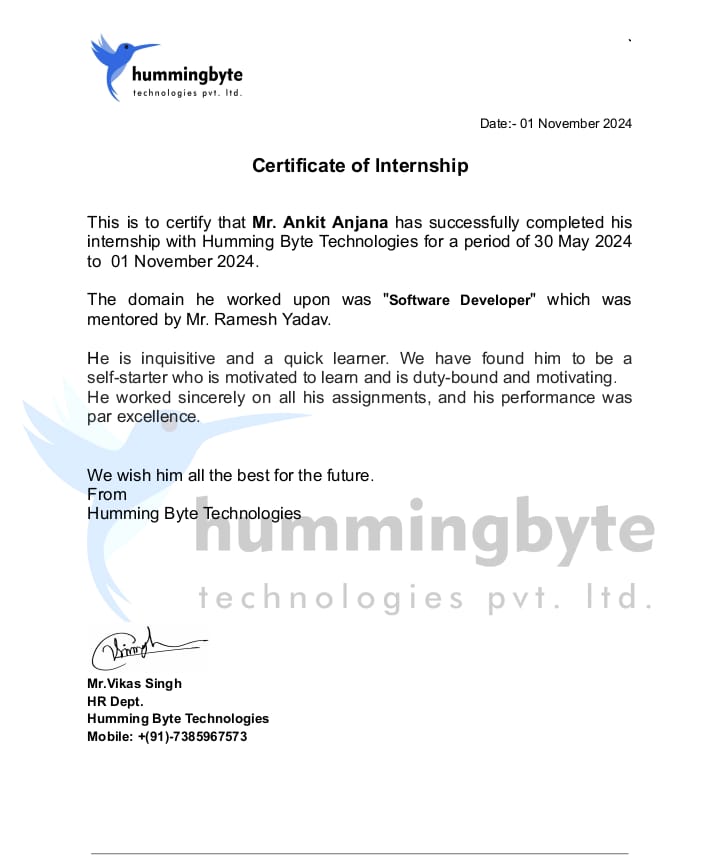 hummingbyte
technologies pvt. ltd.
Date:- 01 November 2024
Certificate of Internship
This is to certify that Mr. Ankit Anjana has successfully completed his
internship with Humming Byte Technologies for a period of 30 May 2024
to 01 November 2024.
The domain he worked upon was "Software Developer" which was
mentored by Mr. Ramesh Yadav.
He is inquisitive and a quick learner. We have found him to be a
self-starter who is motivated to learn and is duty-bound and motivating.
He worked sincerely on all his assignments, and his performance was
par excellence.
We wish him all the best for the future.
From
Humming Byte Technologies
hummingbyte
technologies pvt. ltd.
VSingh
Mr.Vikas Singh
HR Dept.
Humming Byte Technologies
Mobile: +(91)-7385967573